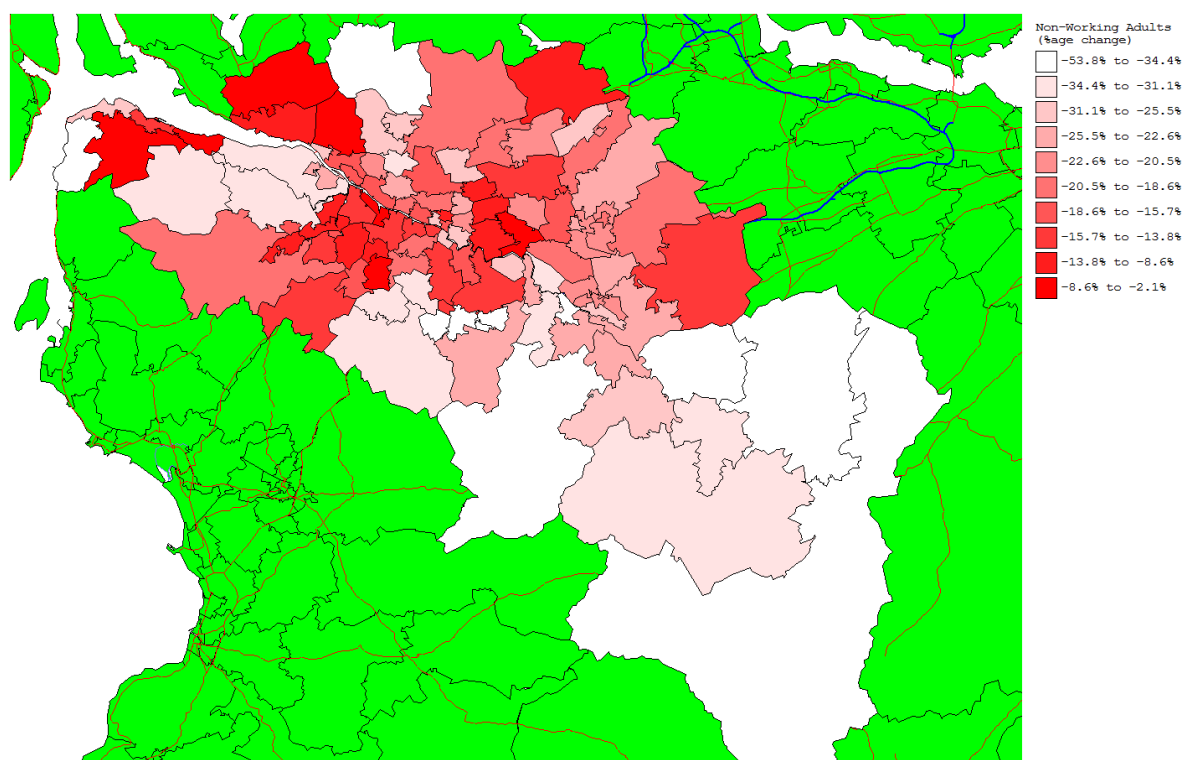 Non-Working Adults
(%age change)
-53.8% to -34.4%
-34.4% to -31.1%
-31.1% to -25.5%
-25.5% to -22.6%
-22.6% to -20.5%
-20.5% to -18.6%
-18.6% to -15.7%
-15.7% to -13.8%
-13.8% to -8.6%
-8.6% to -2.1%